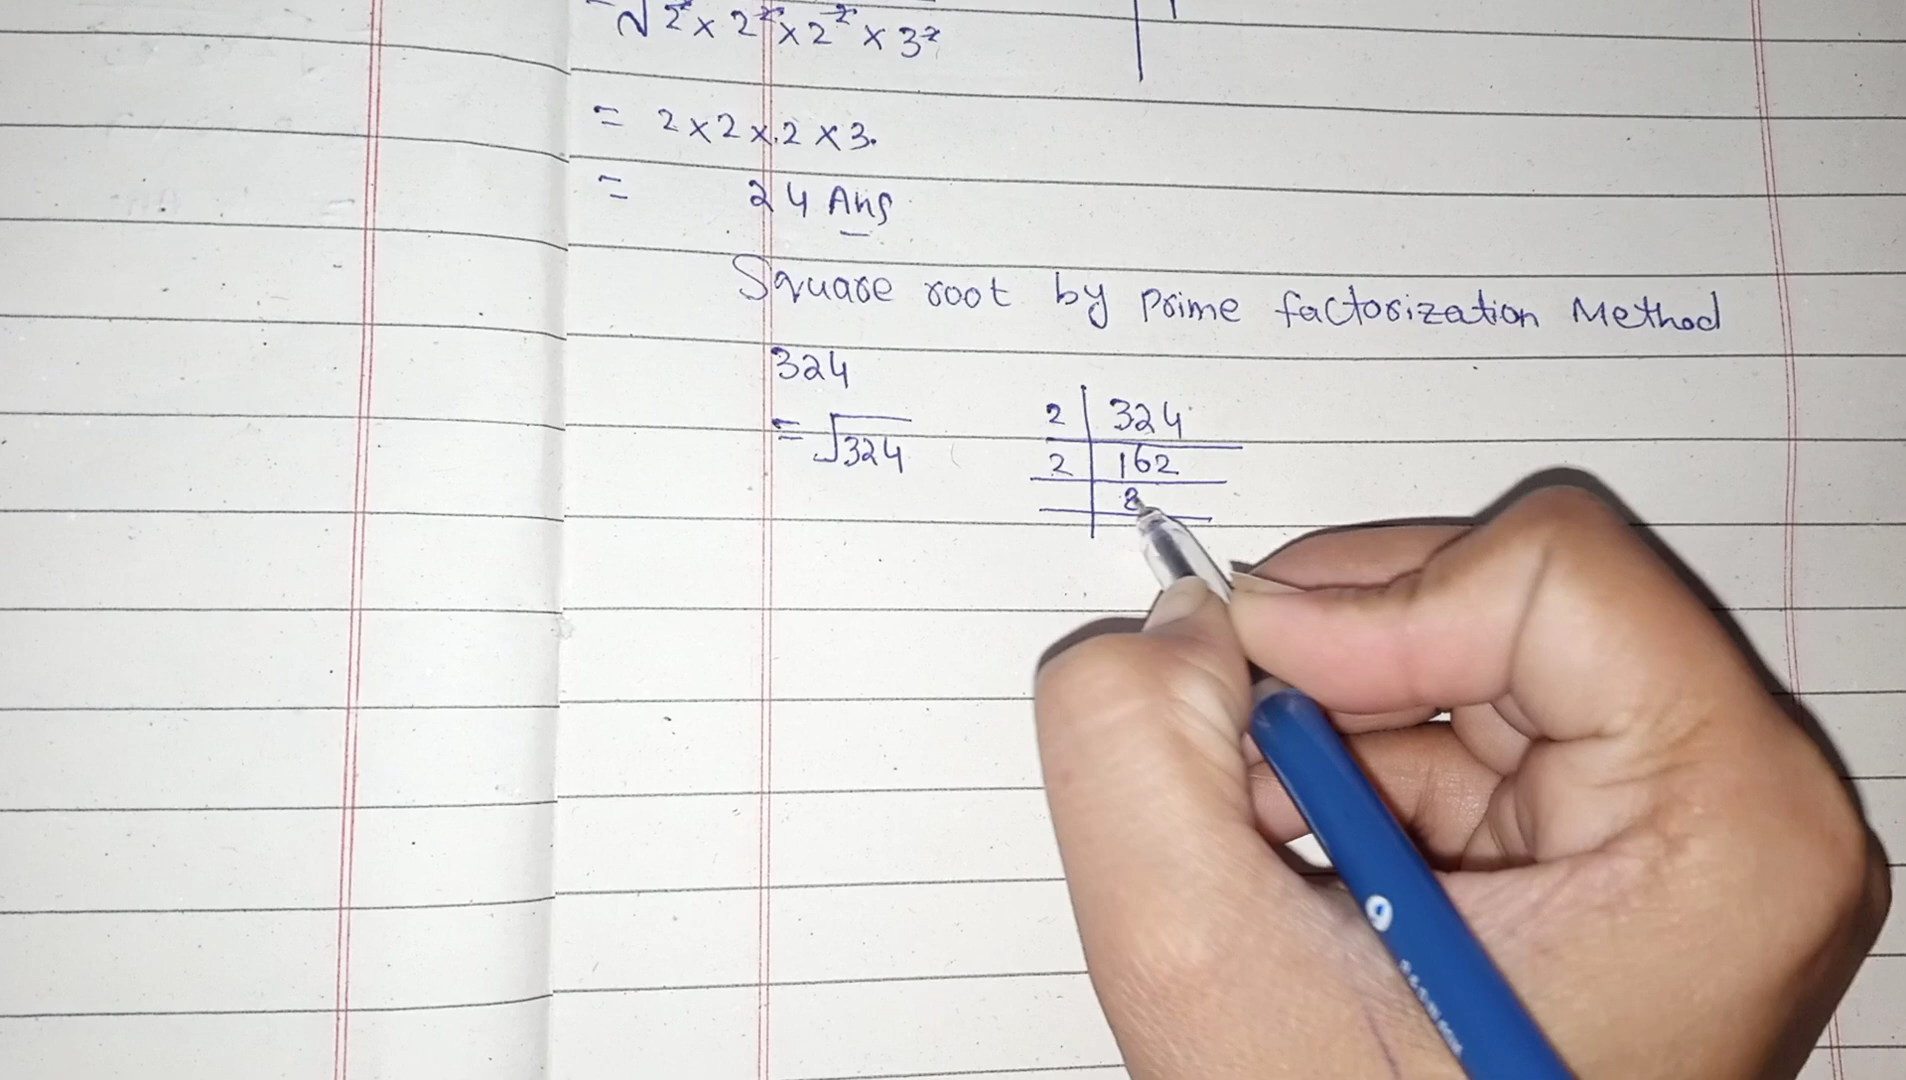 √2² × 2² × 2² × 3²
= 2 × 2 × 2 × 3.
= 24 Ans
Square root by Prime factorization Method
324
= √324
2 | 324
2 | 162
8